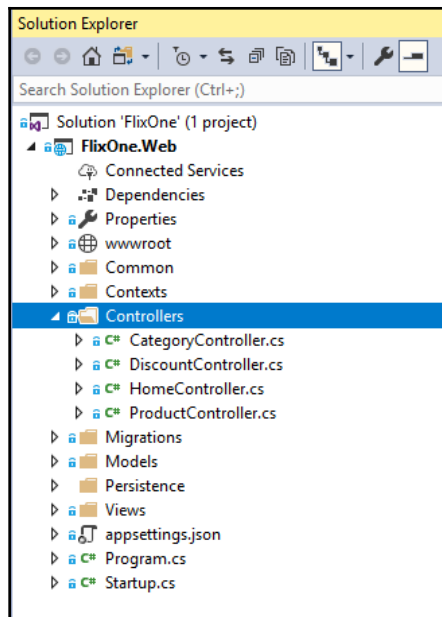 Solution Explorer
Search Solution Explorer (Ctrl+;)
Solution 'FlixOne' (1 project)
FlixOne.Web
Connected Services
Dependencies
Properties
wwwroot
Common
Contexts
Controllers
C# CategoryController.cs
C# DiscountController.cs
C# HomeController.cs
C# ProductController.cs
Migrations
Models
Persistence
Views
appsettings.json
C# Program.cs
C# Startup.cs